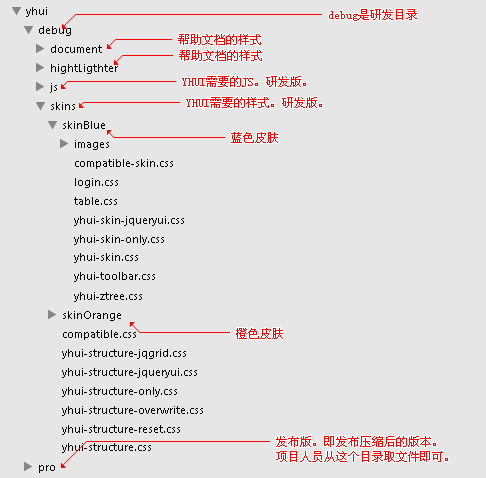 yhui
debug
debug是研发目录
document
帮助文档的样式
hightLigthter
帮助文档的样式
js
YHUI需要的JS。研发版。
skins
YHUI需要的样式。研发版。
skinBlue
蓝色皮肤
images
compatible-skin.css
login.css
table.css
yhui-skin-jqueryui.css
yhui-skin-only.css
yhui-skin.css
yhui-toolbar.css
yhui-ztree.css
skinOrange
compatible.css
橙色皮肤
yhui-structure-jqgrid.css
yhui-structure-jqueryui.css
yhui-structure-only.css
yhui-structure-overwrite.css
yhui-structure-reset.css
yhui-structure.css
发布版。即发布压缩后的版本。
项目人员从这个目录取文件即可。
pro